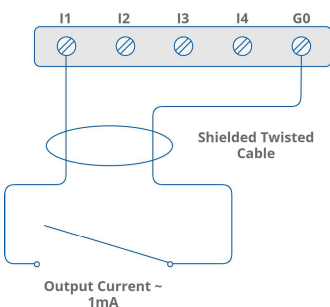 I1 I2 I3 I4 G0
Shielded Twisted
Cable
Output Current ~
1mA